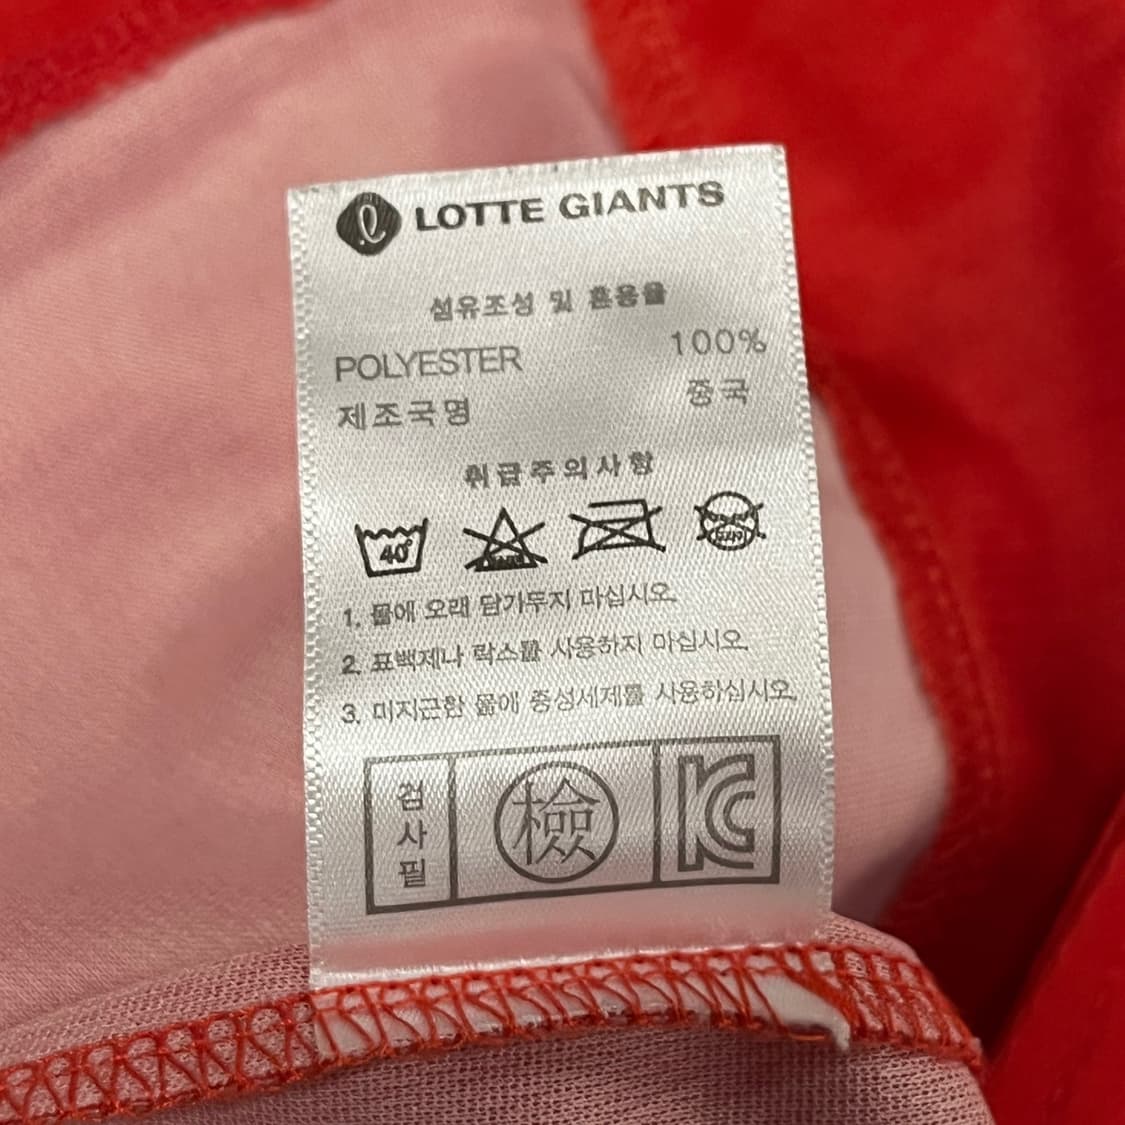 LOTTE GIANTS
섬유조성 및 혼용율
POLYESTER 100%
제조국명 중국
취급주의사항
40°
1. 물에 오래 담가두지 마십시오.
2. 표백제나 락스를 사용하지 마십시오.
3. 미지근한 물에 중성세제를 사용하십시오.
검사필 檢 KC